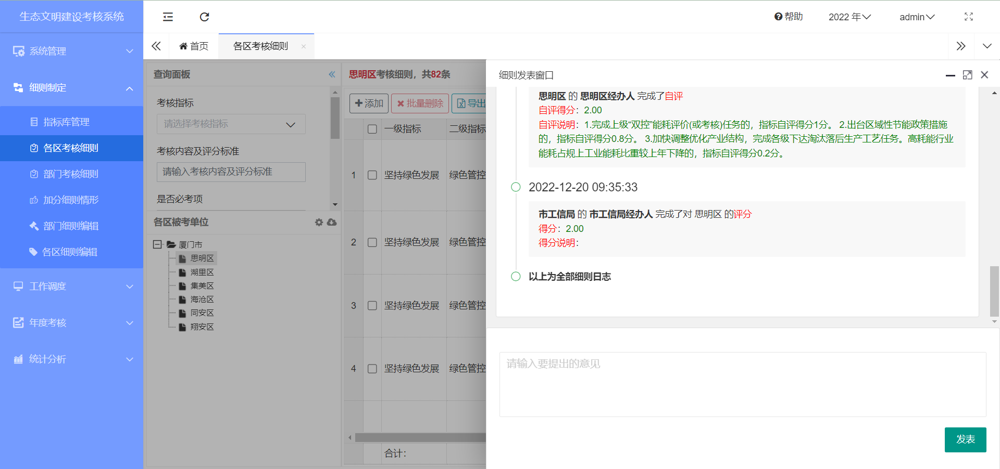 生态文明建设考核系统
帮助
2022 年
admin
首页
各区考核细则
系统管理
细则制定
指标库管理
各区考核细则
部门考核细则
加分细则情形
部门细则编辑
各区细则编辑
工作调度
年度考核
统计分析
查询面板
考核指标
请选择考核指标
考核内容及评分标准
请输入考核内容及评分标准
是否必考项
各区被考单位
厦门市
思明区
湖里区
集美区
海沧区
同安区
翔安区
思明区考核细则，共82条
添加
批量删除
导出
一级指标 二级指标
1 坚持绿色发展 绿色管控
2 坚持绿色发展 绿色管控
3 坚持绿色发展 绿色管控
4 坚持绿色发展 绿色管控
合计：
细则发表窗口
思明区 的 思明区经办人 完成了自评
自评得分：2.00
自评说明：1.完成上级“双控”能耗评价(或考核)任务的，指标自评得分1分。 2.出台区域性节能政策措施
的，指标自评得分0.8分。 3.加快调整优化产业结构，完成各级下达淘汰落后生产工艺任务。高耗能行业
能耗占规上工业能耗比重较上年下降的，指标自评得分0.2分。
2022-12-20 09:35:33
市工信局 的 市工信局经办人 完成了对 思明区 的评分
得分：2.00
得分说明：
以上为全部细则日志
请输入要提出的意见
发表